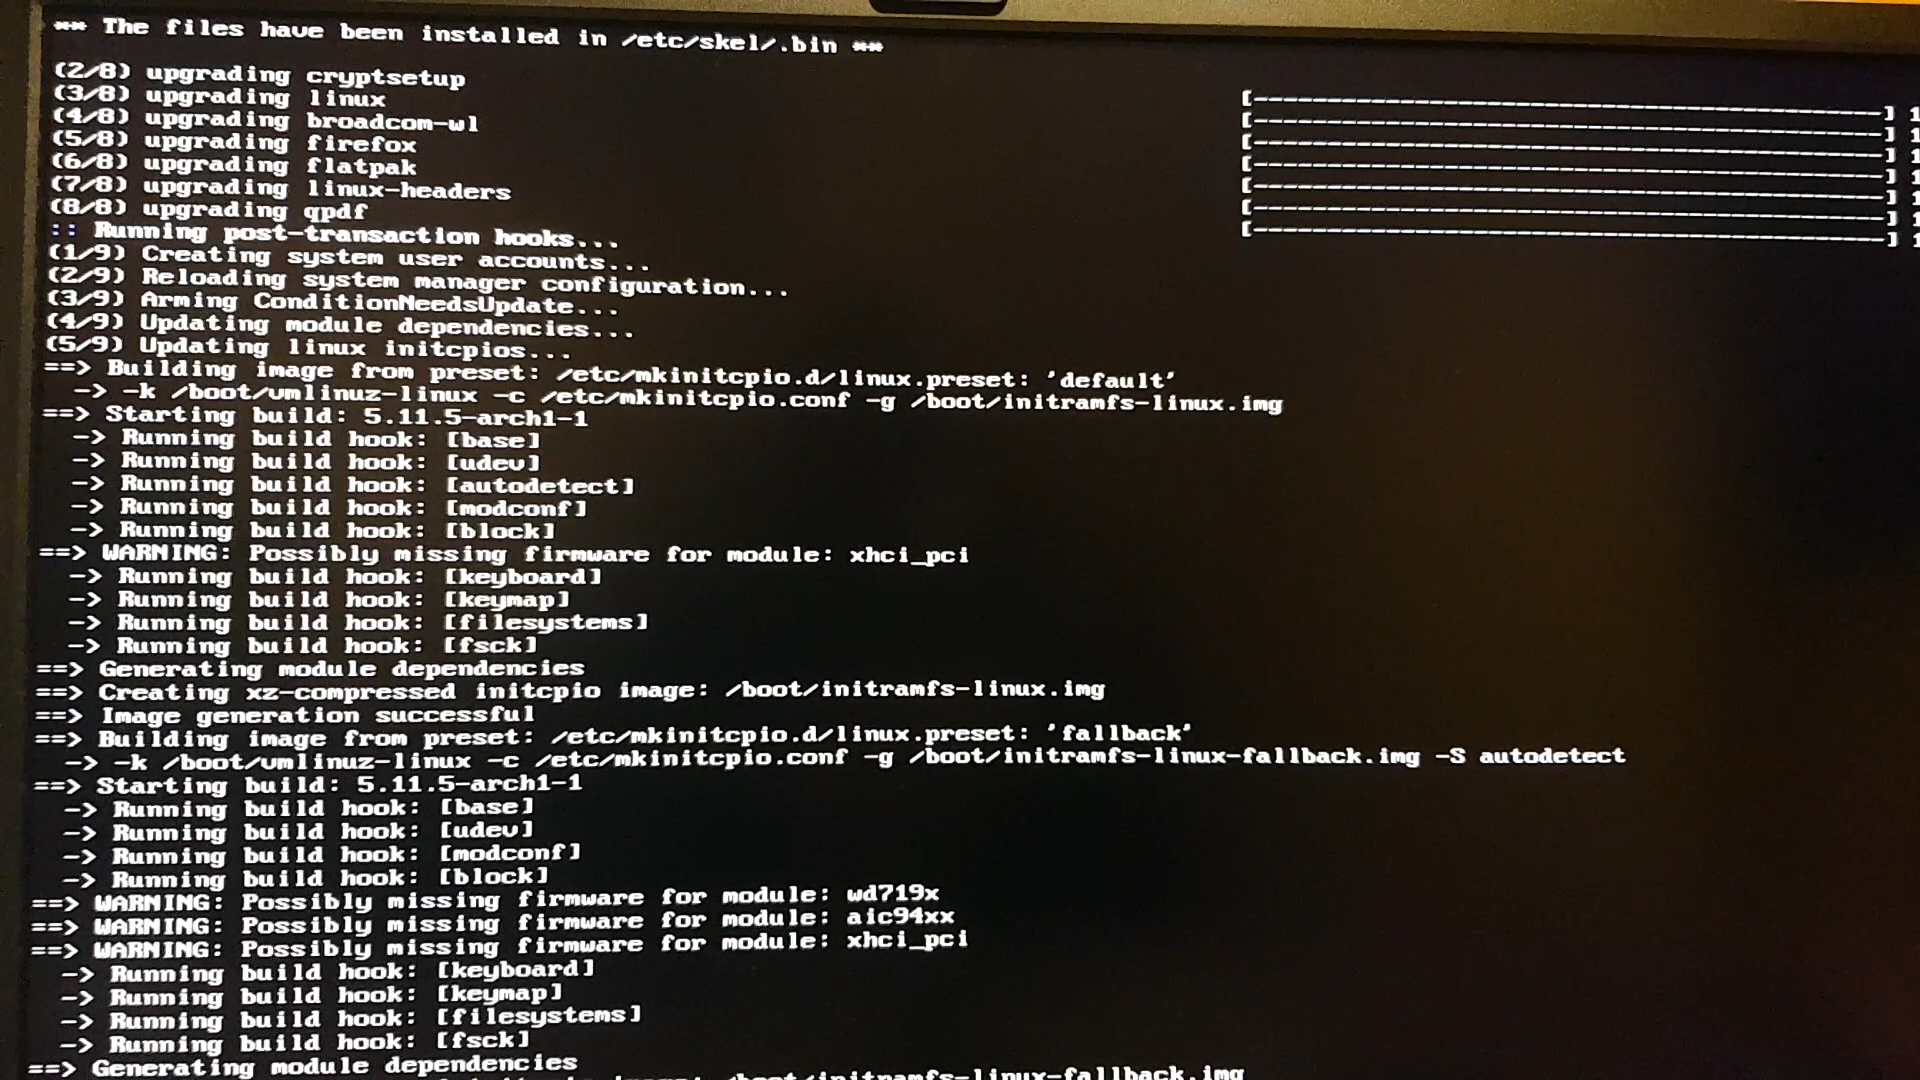 ** The files have been installed in /etc/skel/.bin **
(2/8) upgrading cryptsetup
(3/8) upgrading linux [----------------------------------------] 1
(4/8) upgrading broadcom-wl [----------------------------------------] 1
(5/8) upgrading firefox [----------------------------------------] 1
(6/8) upgrading flatpak [----------------------------------------] 1
(7/8) upgrading linux-headers [----------------------------------------] 1
(8/8) upgrading qpdf [----------------------------------------] 1
:: Running post-transaction hooks... [----------------------------------------] 1
(1/9) Creating system user accounts...
(2/9) Reloading system manager configuration...
(3/9) Arming ConditionNeedsUpdate...
(4/9) Updating module dependencies...
(5/9) Updating linux initcpios...
==> Building image from preset: /etc/mkinitcpio.d/linux.preset: 'default'
-> -k /boot/vmlinuz-linux -c /etc/mkinitcpio.conf -g /boot/initramfs-linux.img
==> Starting build: 5.11.5-arch1-1
-> Running build hook: [base]
-> Running build hook: [udev]
-> Running build hook: [autodetect]
-> Running build hook: [modconf]
-> Running build hook: [block]
==> WARNING: Possibly missing firmware for module: xhci_pci
-> Running build hook: [keyboard]
-> Running build hook: [keymap]
-> Running build hook: [filesystems]
-> Running build hook: [fsck]
==> Generating module dependencies
==> Creating xz-compressed initcpio image: /boot/initramfs-linux.img
==> Image generation successful
==> Building image from preset: /etc/mkinitcpio.d/linux.preset: 'fallback'
-> -k /boot/vmlinuz-linux -c /etc/mkinitcpio.conf -g /boot/initramfs-linux-fallback.img -S autodetect
==> Starting build: 5.11.5-arch1-1
-> Running build hook: [base]
-> Running build hook: [udev]
-> Running build hook: [modconf]
-> Running build hook: [block]
==> WARNING: Possibly missing firmware for module: wd719x
==> WARNING: Possibly missing firmware for module: aic94xx
==> WARNING: Possibly missing firmware for module: xhci_pci
-> Running build hook: [keyboard]
-> Running build hook: [keymap]
-> Running build hook: [filesystems]
-> Running build hook: [fsck]
==> Generating module dependencies
/boot/initramfs-linux-fallback.img